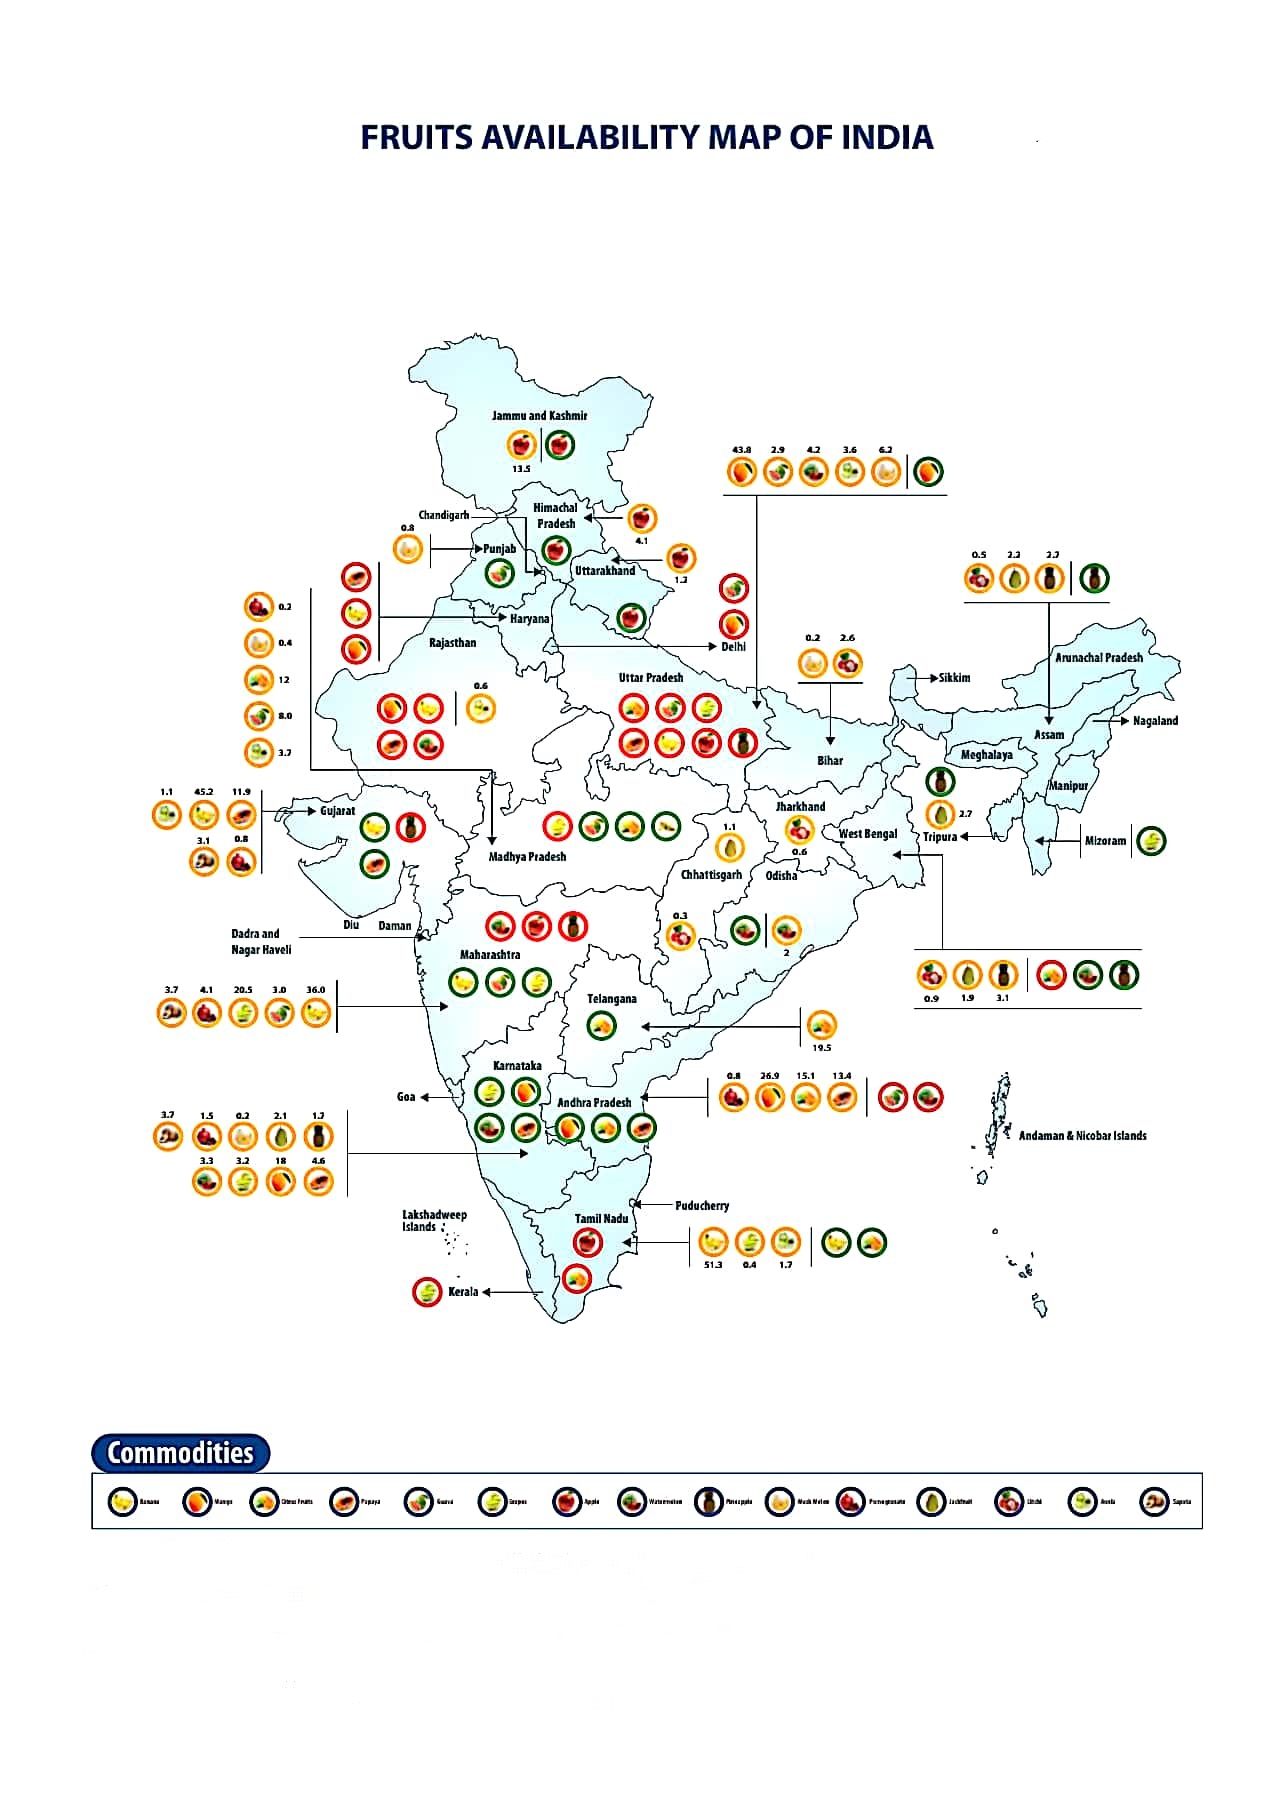 FRUITS AVAILABILITY MAP OF INDIA
Jammu and Kashmir
13.5
43.8 2.9 4.2 3.6 6.2
Himachal
Pradesh
4.1
Chandigarh
0.8
Punjab
Uttarakhand
1.2
0.5 2.2 2.7
Haryana
0.2
0.4
12
8.0
3.7
Rajasthan
0.6
Delhi
0.2 2.6
Uttar Pradesh
Sikkim
Arunachal Pradesh
Nagaland
Assam
Meghalaya
Manipur
Bihar
1.1 45.2 11.9
3.1 0.8
Gujarat
Jharkhand
0.6
West Bengal
2.7
Tripura
Mizoram
Madhya Pradesh
1.1
Chhattisgarh
Odisha
0.3
2
Diu Daman
Dadra and
Nagar Haveli
Maharashtra
3.7 4.1 20.5 3.0 36.0
Telangana
19.5
0.9 1.9 3.1
Karnataka
Goa
Andhra Pradesh
0.8 26.9 15.1 13.4
3.7 1.5 0.2 2.1 1.7
3.3 3.2 18 4.6
Andaman & Nicobar Islands
Lakshadweep
Islands
Puducherry
Tamil Nadu
51.3 0.4 1.7
Kerala
Commodities
Banana Mango Citrus Fruits Papaya Guava Grapes Apple Watermelon Pineapple Musk Melon Pomegranate Jackfruit Litchi Aonla Sapota